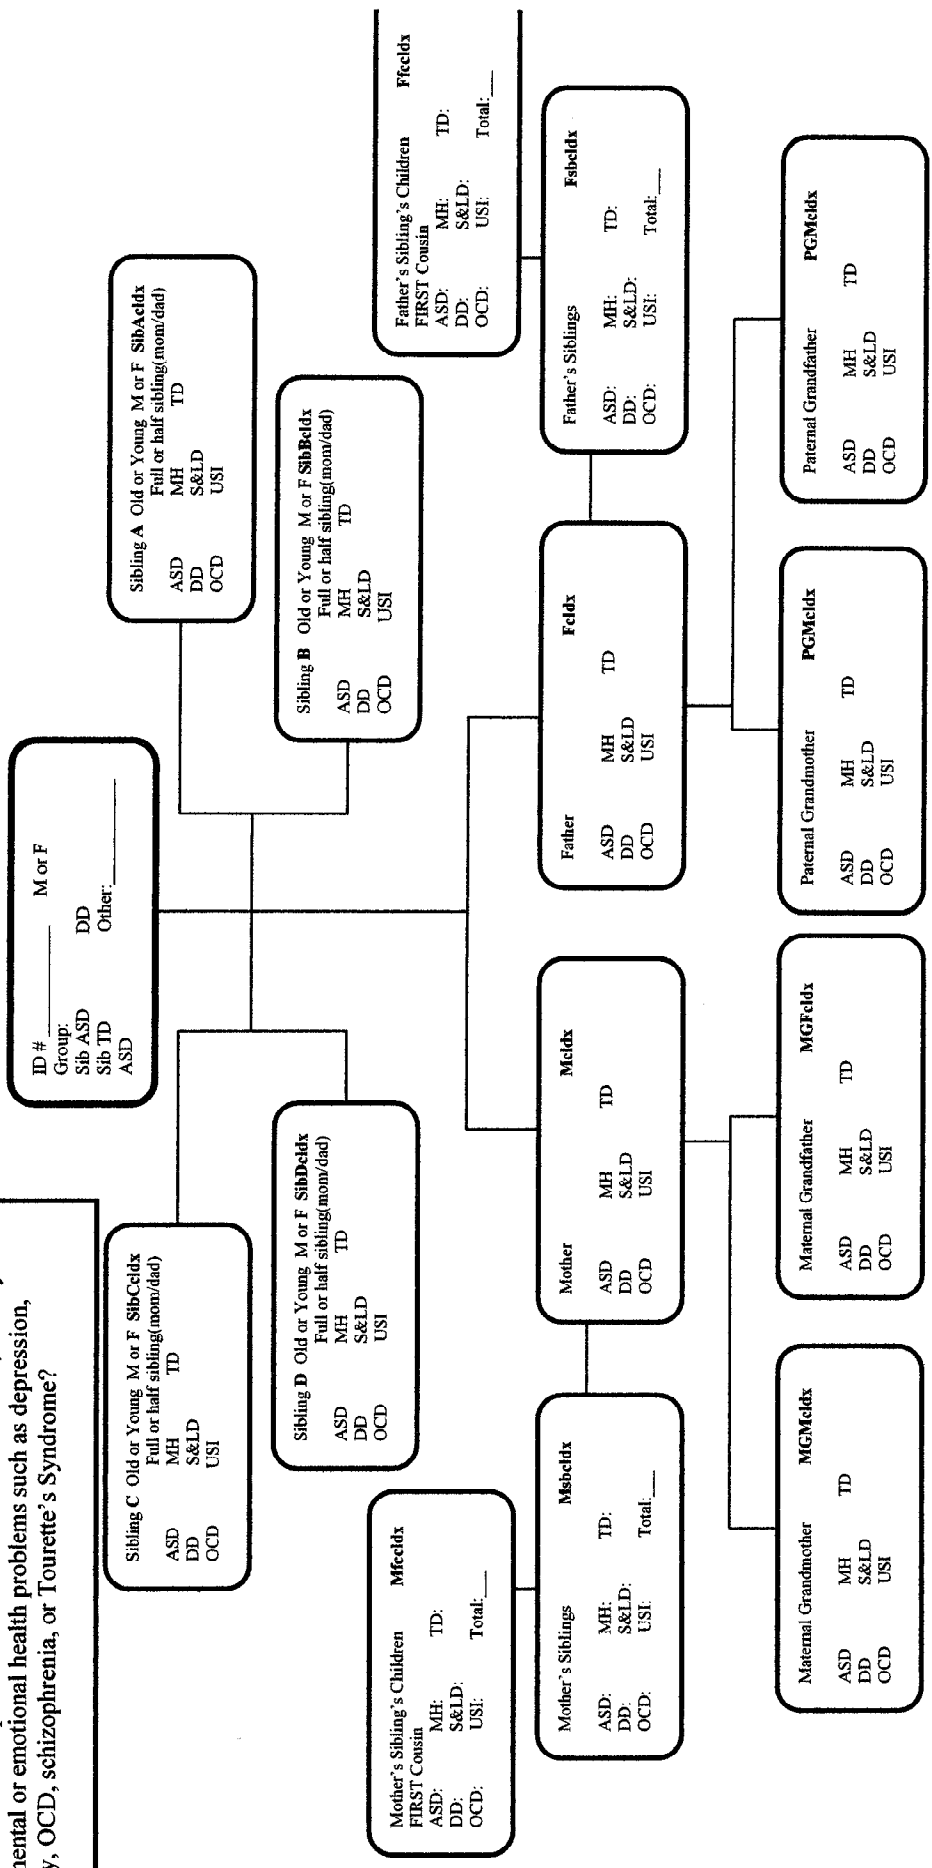 or emotional health problems such as depression,
OCD, schizophrenia, or Tourette's Syndrome?
ID # ________ M or F
Group:
Sib ASD DD
Sib TD Other:________
ASD
Sibling C Old or Young M or F SibCcldx
Full or half sibling(mom/dad)
ASD MH TD
DD S&LD
OCD USI
Sibling A Old or Young M or F SibAcldx
Full or half sibling(mom/dad)
ASD MH TD
DD S&LD
OCD USI
Sibling D Old or Young M or F SibDcldx
Full or half sibling(mom/dad)
ASD MH TD
DD S&LD
OCD USI
Sibling B Old or Young M or F SibBcldx
Full or half sibling(mom/dad)
ASD MH TD
DD S&LD
OCD USI
Mother's Sibling's Children Mfccldx
FIRST Cousin
ASD: MH: TD:
DD: S&LD:
OCD: USI: Total:___
Father's Sibling's Children Ffccldx
FIRST Cousin
ASD: MH: TD:
DD: S&LD:
OCD: USI: Total:___
Mother's Siblings Msbcldx
ASD: MH: TD:
DD: S&LD:
OCD: USI: Total:___
Mother Mcldx
ASD MH TD
DD S&LD
OCD USI
Father Fcldx
ASD MH TD
DD S&LD
OCD USI
Father's Siblings Fsbcldx
ASD: MH: TD:
DD: S&LD:
OCD: USI: Total:___
Maternal Grandmother MGMcldx
ASD MH TD
DD S&LD
OCD USI
Maternal Grandfather MGFcldx
ASD MH TD
DD S&LD
OCD USI
Paternal Grandmother PGMcldx
ASD MH TD
DD S&LD
OCD USI
Paternal Grandfather PGMcldx
ASD MH TD
DD S&LD
OCD USI